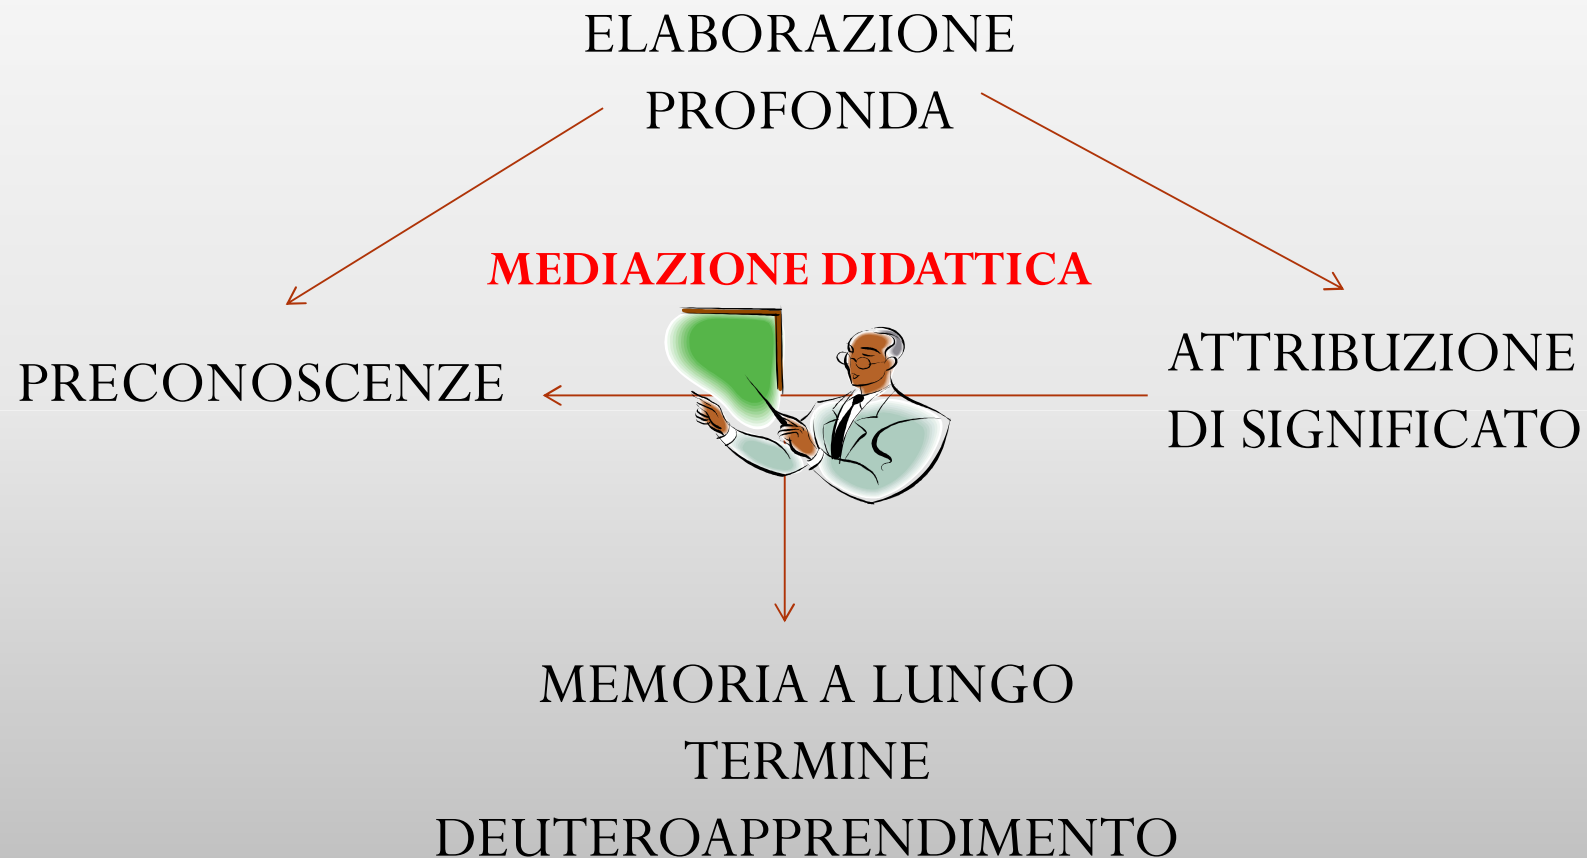 ELABORAZIONE
PROFONDA
MEDIAZIONE DIDATTICA
PRECONOSCENZE
ATTRIBUZIONE
DI SIGNIFICATO
MEMORIA A LUNGO
TERMINE
DEUTEROAPPRENDIMENTO